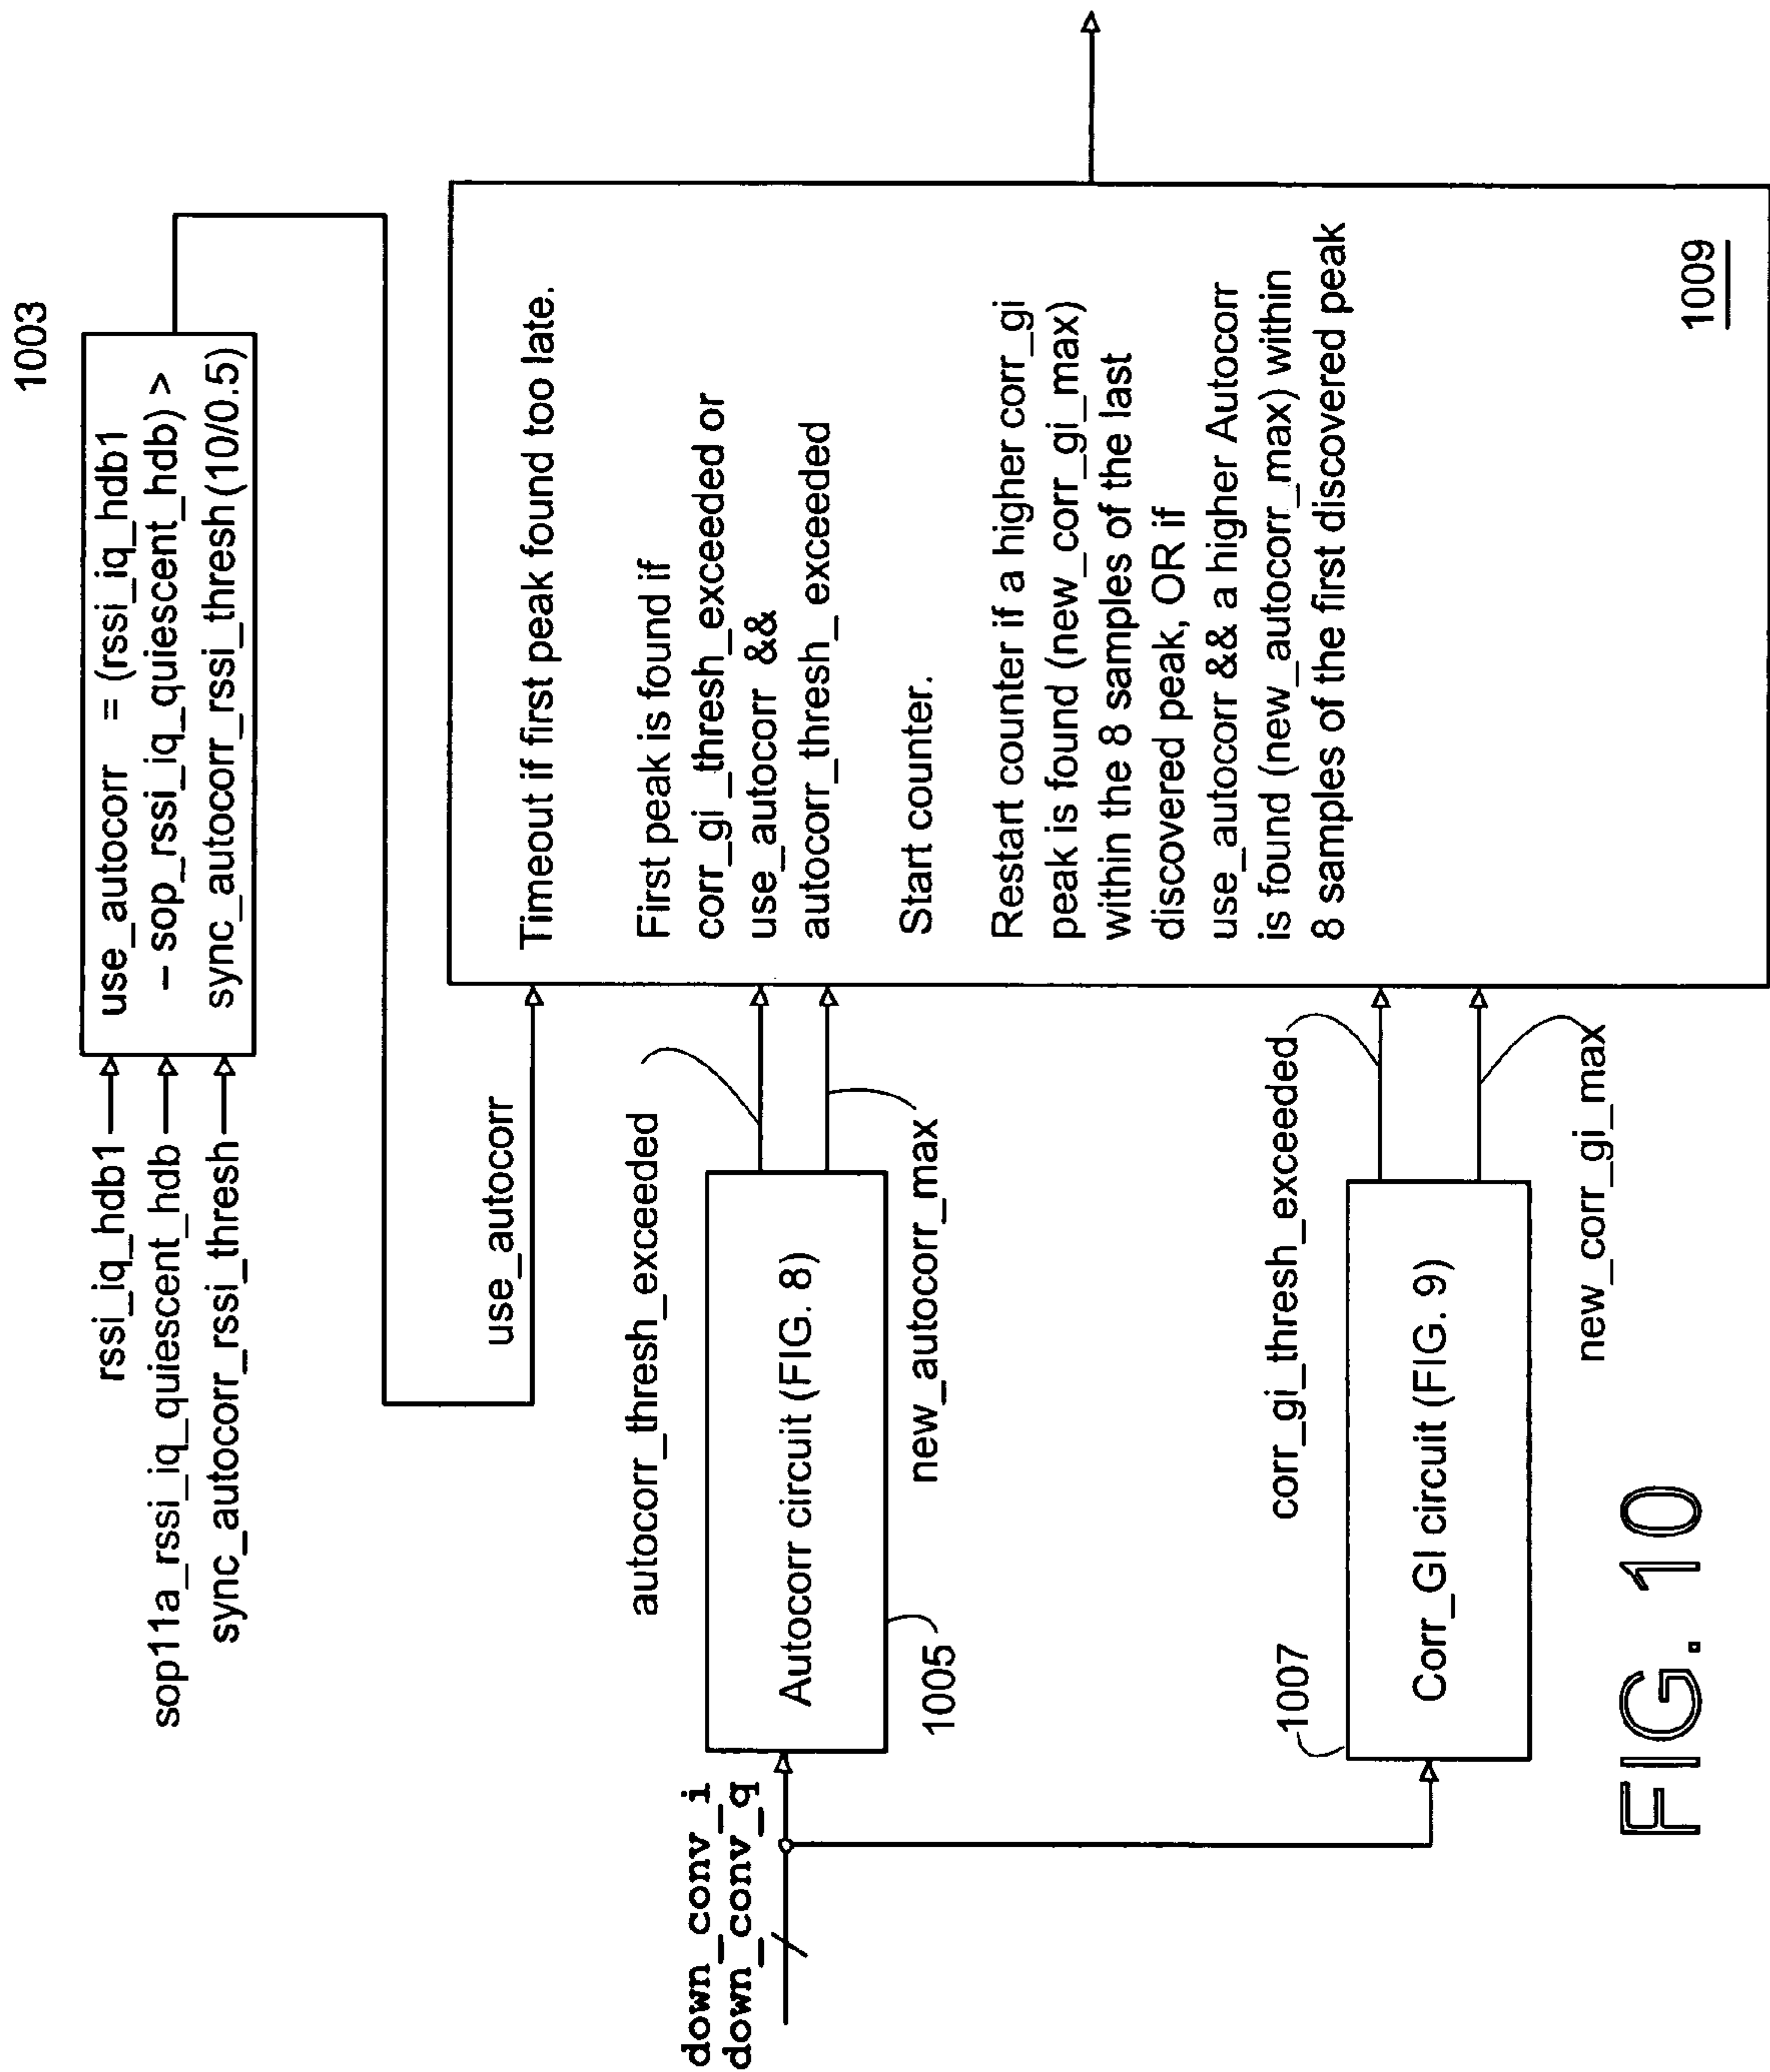 1003
rssi_iq_hdb1
sop11a_rssi_iq_quiescent_hdb
sync_autocorr_rssi_thresh
use_autocorr = (rssi_iq_hdb1
– sop_rssi_iq_quiescent_hdb) >
sync_autocorr_rssi_thresh (10/0.5)
use_autocorr
down_conv_i
down_conv_q
autocorr_thresh_exceeded
Autocorr circuit (FIG. 8)
1005
new_autocorr_max
corr_gi_thresh_exceeded
1007
Corr_GI circuit (FIG. 9)
new_corr_gi_max
Timeout if first peak found too late.
First peak is found if
corr_gi_thresh_exceeded or
use_autocorr &&
autocorr_thresh_ exceeded
Start counter.
Restart counter if a higher corr_gi
peak is found (new_corr_gi_max)
within the 8 samples of the last
discovered peak, OR if
use_autocorr && a higher Autocorr
is found (new_autocorr_max) within
8 samples of the first discovered peak
1009
FIG. 10